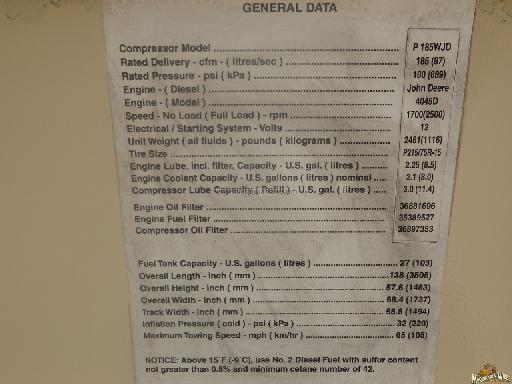 GENERAL DATA
Compressor Model ........ P 185WJD
Rated Delivery - cfm - ( litres/sec ) ........ 185 (87)
Rated Pressure - psi ( kPa ) ........ 100 (689)
Engine - ( Diesel ) ........ John Deere
Engine - ( Model ) ........ 4045D
Speed - No Load ( Full Load ) - rpm ........ 1700(2500)
Electrical / Starting System - Volts ........ 12
Unit Weight ( all fluids ) - pounds ( kilograms ) ........ 2461(1116)
Tire Size ........ P215/75R-15
Engine Lube, incl. filter, Capacity - U.S. gal. ( litres ) ........ 2.25 (8.5)
Engine Coolant Capacity - U.S. gallons ( litres ) nominal ..... 2.1 (8.0)
Compressor Lube Capacity ( Refill ) - U.S. gal. ( litres ) ..... 3.0 (11.4)
Engine Oil Filter ........ 36881696
Engine Fuel Filter ........ 35389527
Compressor Oil Filter ........ 36897353
Fuel Tank Capacity - U.S. gallons ( litres ) ........ 27 (103)
Overall Length - inch ( mm ) ........ 138 (3505)
Overall Height - inch ( mm ) ........ 57.6 (1463)
Overall Width - inch ( mm ) ........ 68.4 (1737)
Track Width - inch ( mm ) ........ 58.8 (1494)
Inflation Pressure ( cold ) - psi ( kPa ) ........ 32 (220)
Maximum Towing Speed - mph ( km/hr ) ........ 65 (105)
NOTICE: Above 15°F.(-9°C), use No. 2 Diesel Fuel with sulfur content
not greater than 0.5% and minimum cetane number of 42.